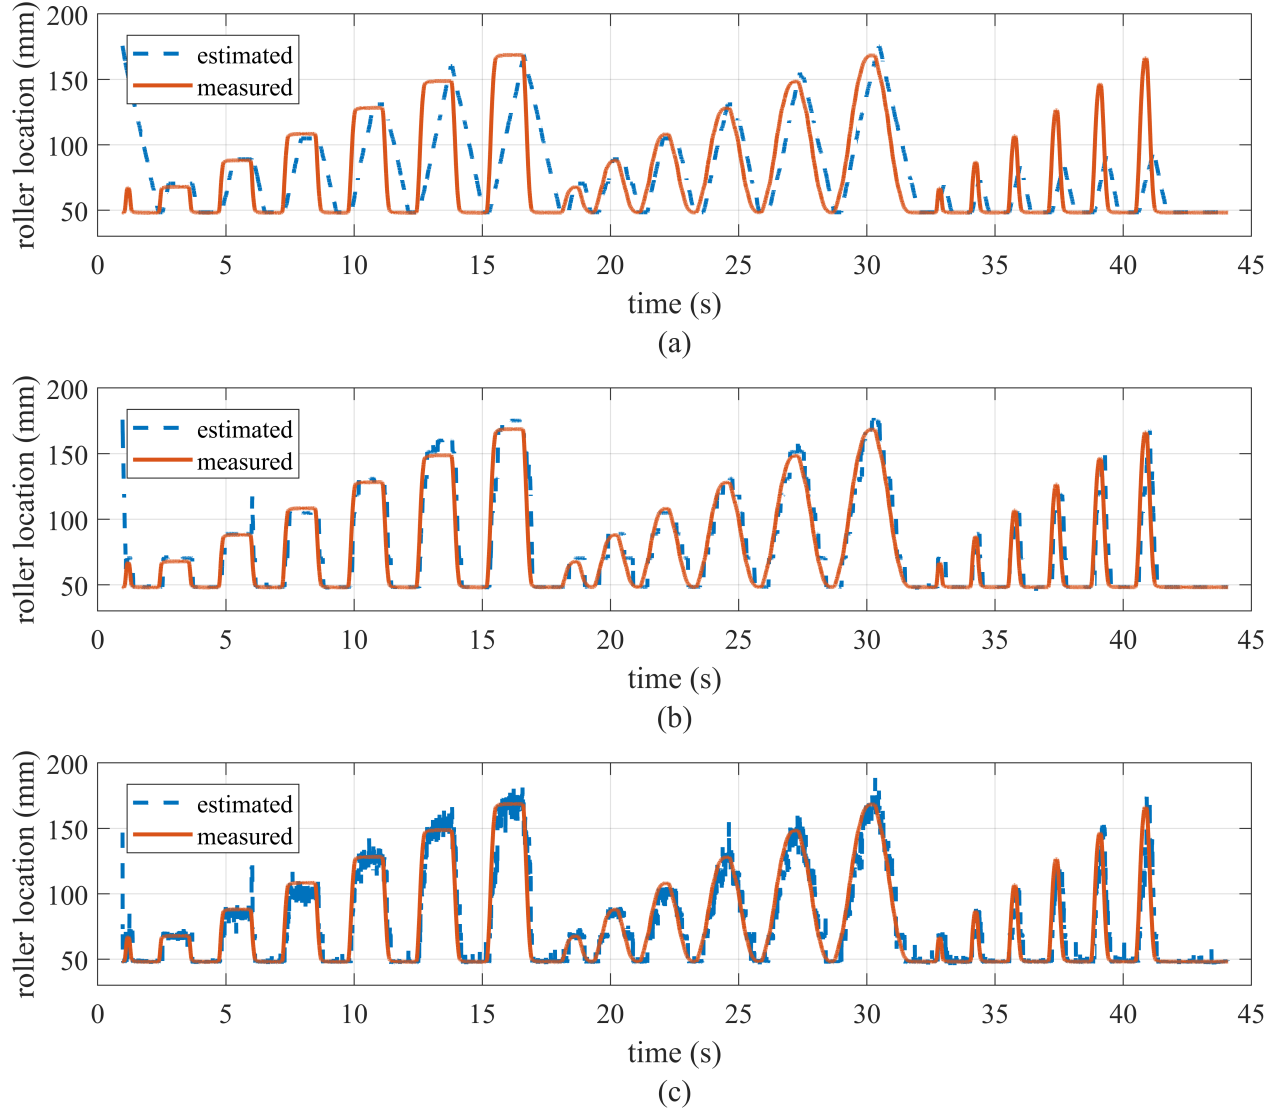 200
150
100
50
roller location (mm)
estimated
measured
0 5 10 15 20 25 30 35 40 45
time (s)
(a)
200
150
100
50
roller location (mm)
estimated
measured
0 5 10 15 20 25 30 35 40 45
time (s)
(b)
200
150
100
50
roller location (mm)
estimated
measured
0 5 10 15 20 25 30 35 40 45
time (s)
(c)